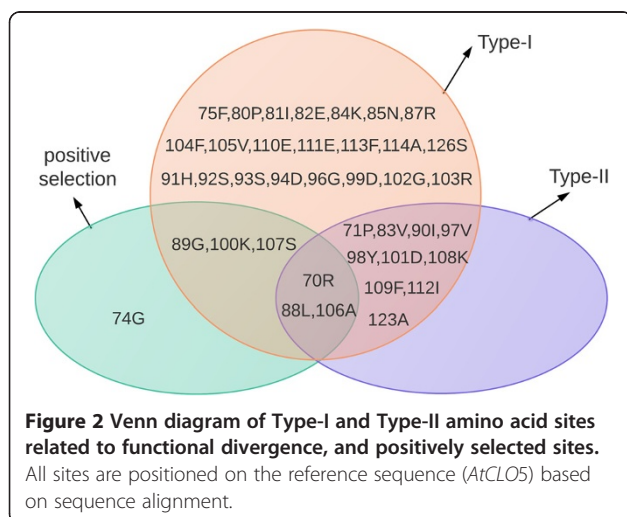 Type-I
75F,80P,81I,82E,84K,85N,87R
104F,105V,110E,111E,113F,114A,126S
91H,92S,93S,94D,96G,99D,102G,103R
positive
selection
Type-II
89G,100K,107S
71P,83V,90I,97V
98Y,101D,108K
109F,112I
123A
70R
88L,106A
74G
Figure 2 Venn diagram of Type-I and Type-II amino acid sites
related to functional divergence, and positively selected sites.
All sites are positioned on the reference sequence (AtCLO5) based
on sequence alignment.